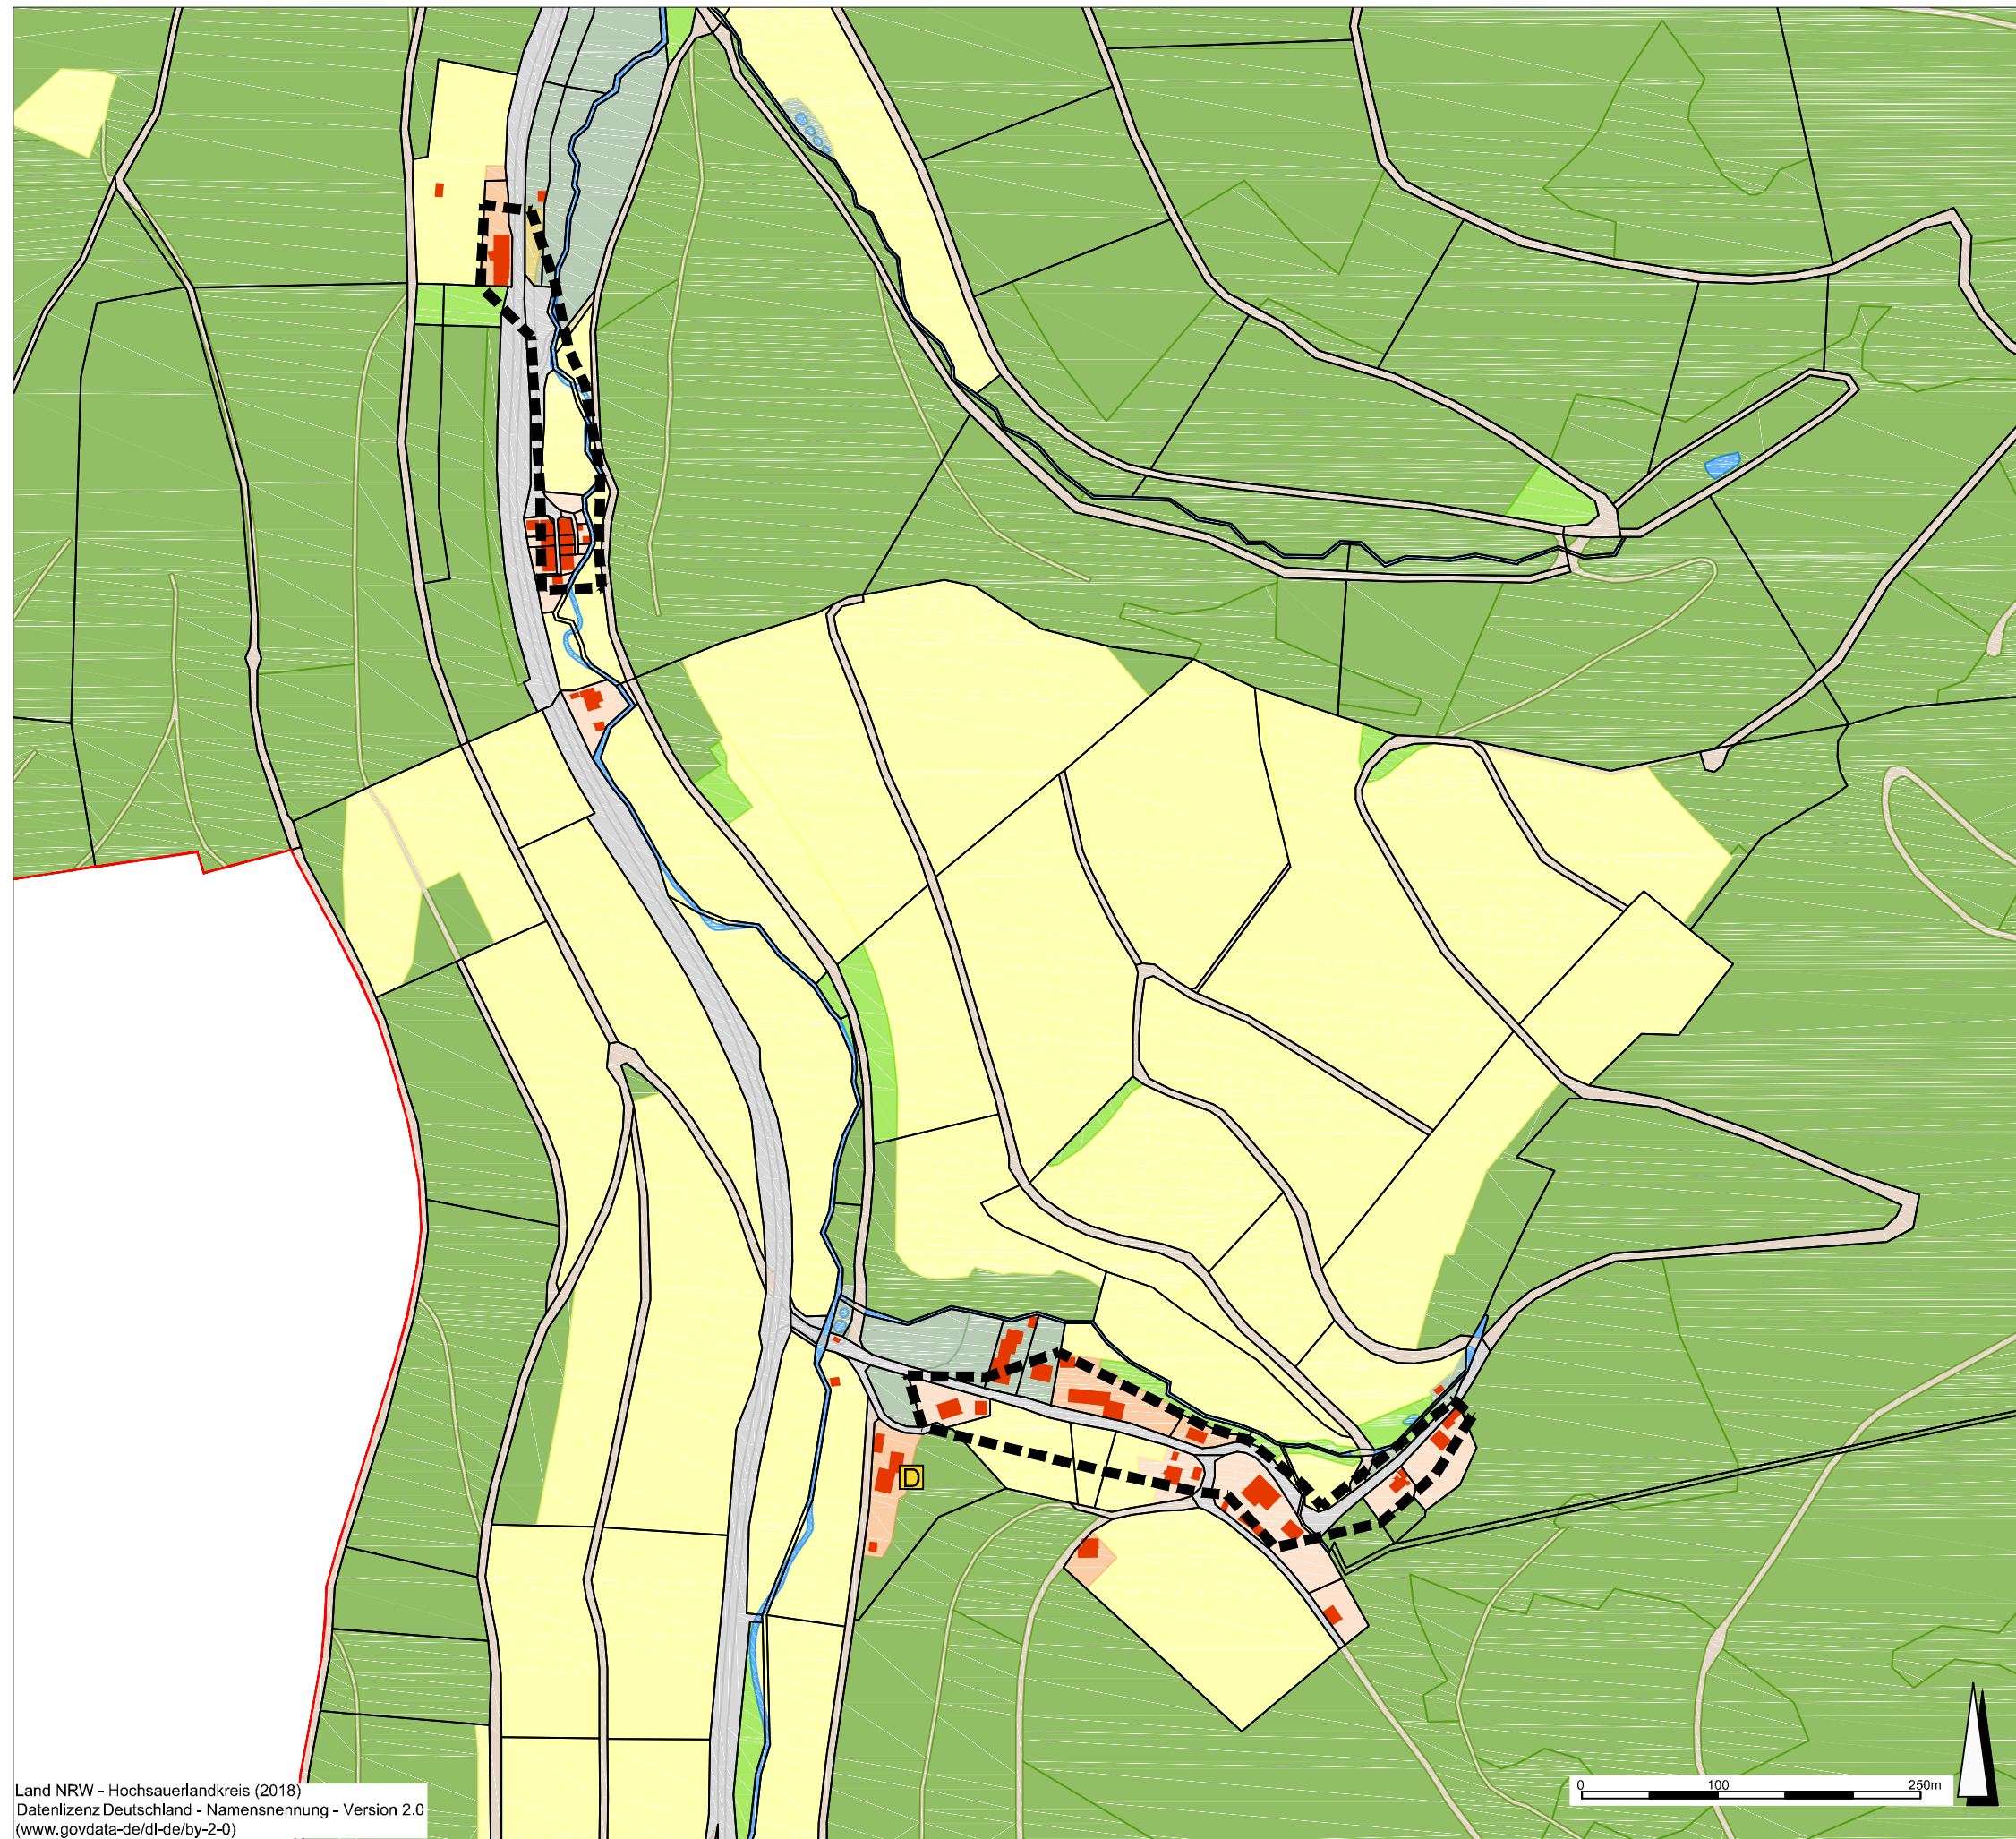 D
0 100 250m
Land NRW - Hochsauerlandkreis (2018)
Datenlizenz Deutschland - Namensnennung - Version 2.0
(www.govdata-de/dl-de/by-2-0)